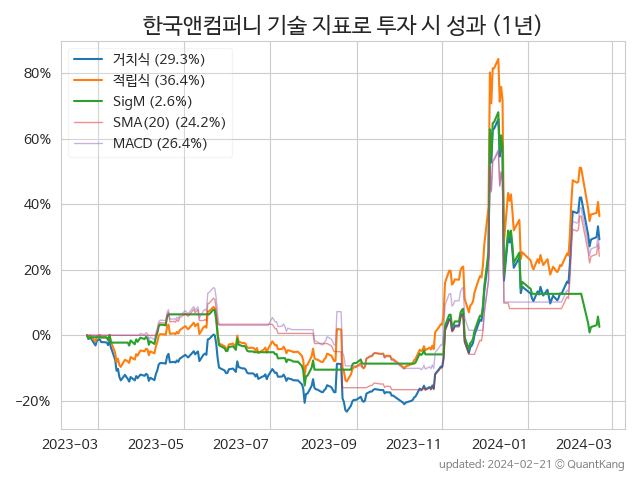 한국앤컴퍼니 기술 지표로 투자 시 성과 (1년)
거치식 (29.3%)
적립식 (36.4%)
SigM (2.6%)
SMA(20) (24.2%)
MACD (26.4%)
80%
60%
40%
20%
0%
−20%
2023-03 2023-05 2023-07 2023-09 2023-11 2024-01 2024-03
updated: 2024-02-21 © QuantKang